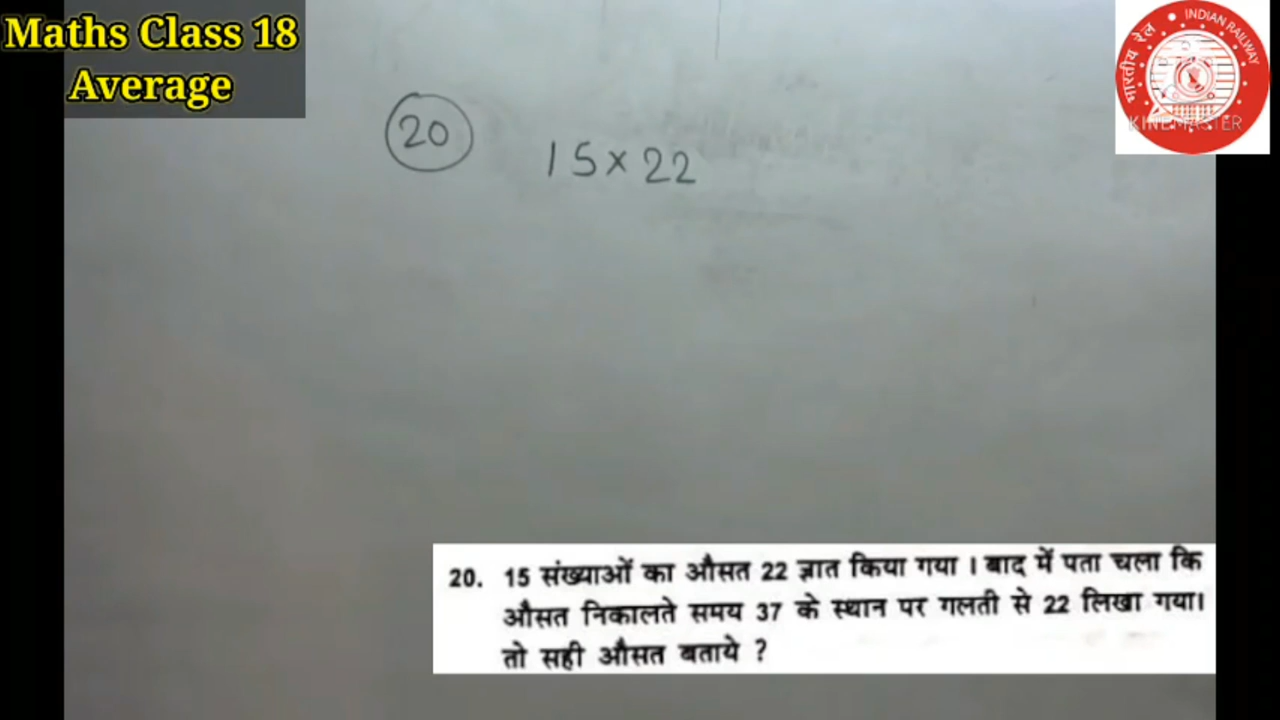 Maths Class 18
Average
भारतीय रेल
INDIAN RAILWAY
KINEMASTER
20
15×22
20. 15 संख्याओं का औसत 22 ज्ञात किया गया । बाद में पता चला कि
औसत निकालते समय 37 के स्थान पर गलती से 22 लिखा गया।
तो सही औसत बताये ?